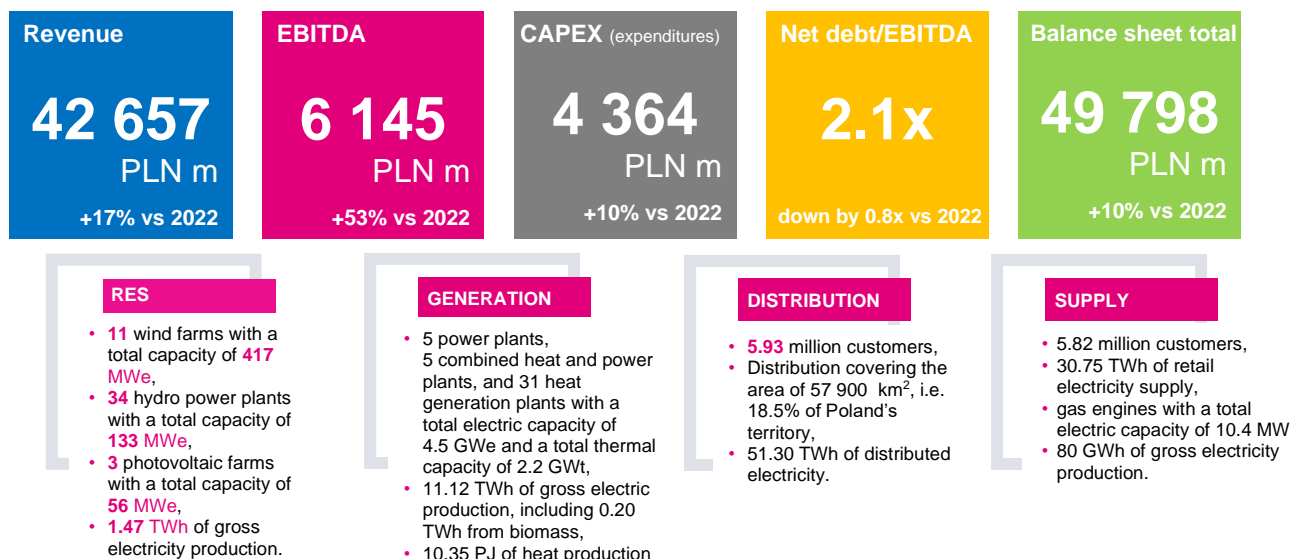 Revenue
42 657
PLN m
+17% vs 2022
EBITDA
6 145
PLN m
+53% vs 2022
CAPEX (expenditures)
4 364
PLN m
+10% vs 2022
Net debt/EBITDA
2.1x
down by 0.8x vs 2022
Balance sheet total
49 798
PLN m
+10% vs 2022
RES
• 11 wind farms with a
total capacity of 417
MWe,
• 34 hydro power plants
with a total capacity of
133 MWe,
• 3 photovoltaic farms
with a total capacity of
56 MWe,
• 1.47 TWh of gross
electricity production.
GENERATION
• 5 power plants,
5 combined heat and power
plants, and 31 heat
generation plants with a
total electric capacity of
4.5 GWe and a total thermal
capacity of 2.2 GWt,
• 11.12 TWh of gross electric
production, including 0.20
TWh from biomass,
• 10.35 PJ of heat production
DISTRIBUTION
• 5.93 million customers,
• Distribution covering the
area of 57 900 km², i.e.
18.5% of Poland's
territory,
• 51.30 TWh of distributed
electricity.
SUPPLY
• 5.82 million customers,
• 30.75 TWh of retail
electricity supply,
• gas engines with a total
electric capacity of 10.4 MW
• 80 GWh of gross electricity
production.